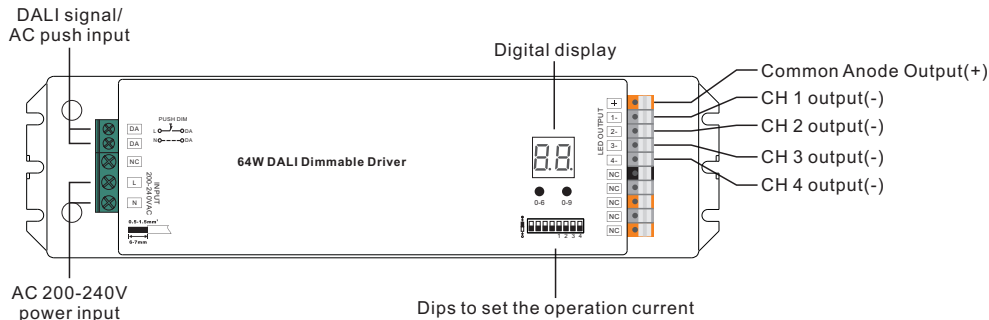 DALI signal/
AC push input
Digital display
Common Anode Output(+)
CH 1 output(-)
CH 2 output(-)
CH 3 output(-)
CH 4 output(-)
PUSH DIM
L DA
N DA
DA
DA
NC
L
N
INPUT
200-240VAC
0.5-1.5mm²
6-7mm
64W DALI Dimmable Driver
88
0-6 0-9
1 2 3 4
LED OUTPUT
+
1-
2-
3-
4-
NC
NC
NC
NC
NC
AC 200-240V
power input
Dips to set the operation current